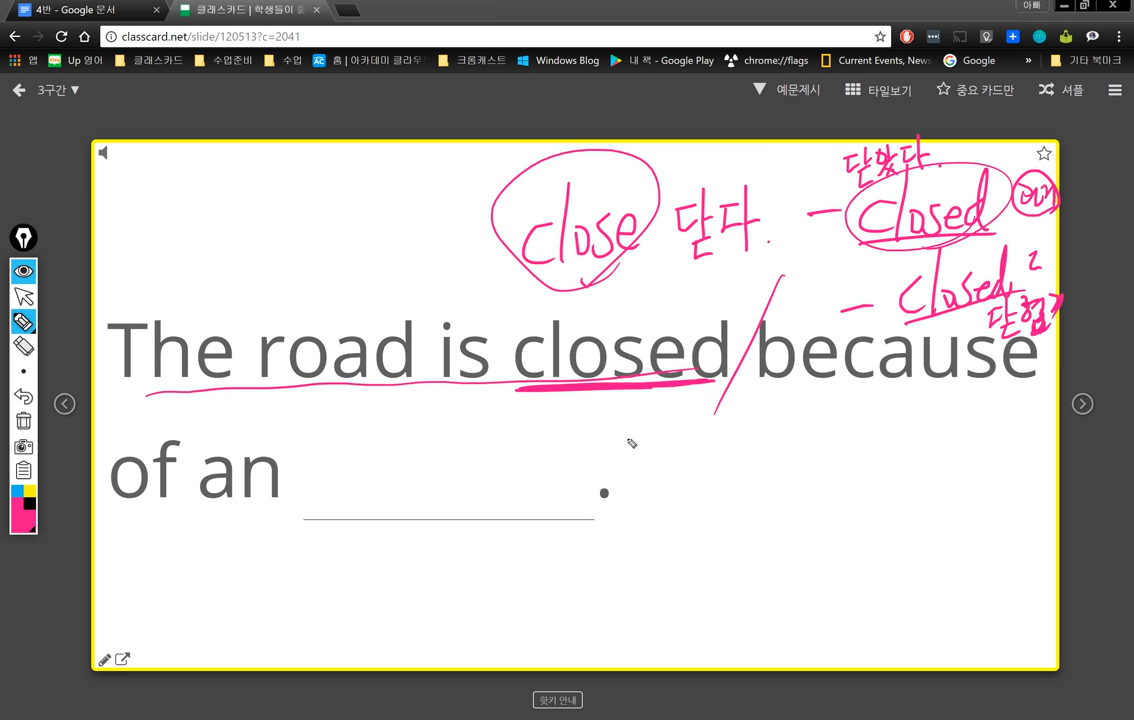 4반 - Google 문서
클래스카드 | 학생들이 좋
아빠
classcard.net/slide/120513?c=2041
앱
Up 영어
클래스카드
수업준비
수업
홈 | 아카데미 클라우
크롬캐스트
Windows Blog
내 책 - Google Play
chrome://flags
Current Events, News
Google
»
기타 북마크
3구간 ▼
예문제시
타일보기
중요 카드만
셔플
닫았다.
close 닫다. - closed
- closed 2
The road is closed / because
of an ________.
핫키 안내